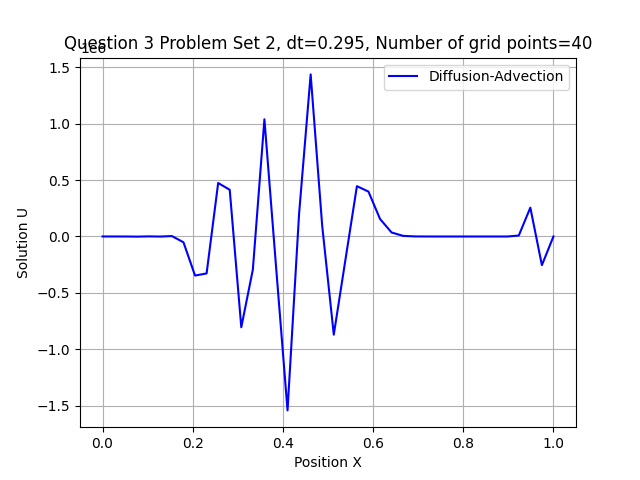 Question 3 Problem Set 2, dt=0.295, Number of grid points=40
1e6
Diffusion-Advection
Solution U
1.5
1.0
0.5
0.0
−0.5
−1.0
−1.5
0.0 0.2 0.4 0.6 0.8 1.0
Position X